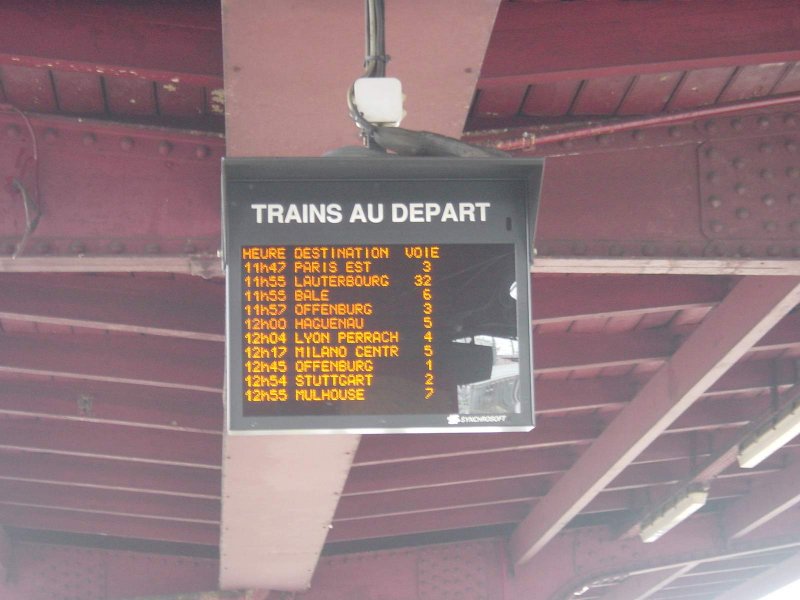 TRAINS AU DEPART
HEURE DESTINATION VOIE
11h47 PARIS EST 3
11h55 LAUTERBOURG 32
11h55 BALE 6
11h57 OFFENBURG 3
12h00 HAGUENAU 5
12h04 LYON PERRACH 4
12h17 MILANO CENTR 5
12h45 OFFENBURG 1
12h54 STUTTGART 2
12h55 MULHOUSE 7
SYNCHROSOFT